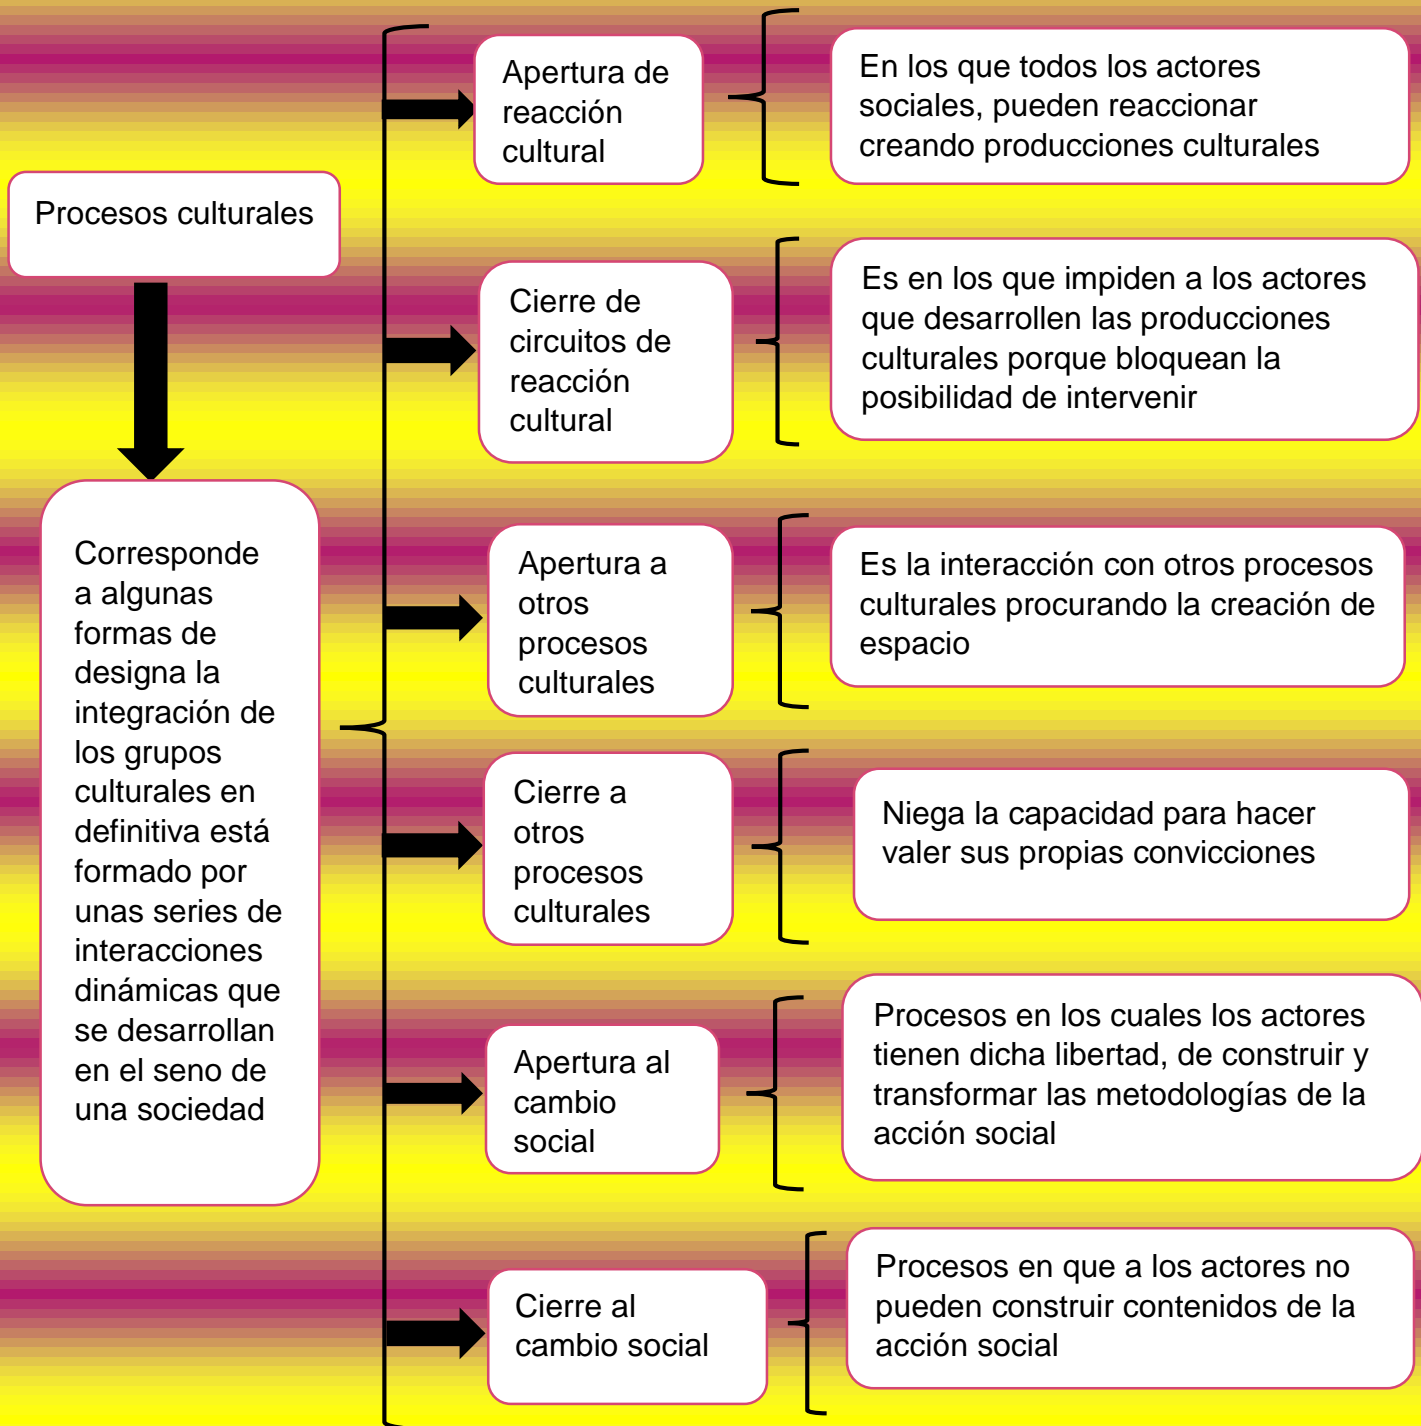 Procesos culturales
Corresponde
a algunas
formas de
designa la
integración de
los grupos
culturales en
definitiva está
formado por
unas series de
interacciones
dinámicas que
se desarrollan
en el seno de
una sociedad
Apertura de
reacción
cultural
En los que todos los actores
sociales, pueden reaccionar
creando producciones culturales
Cierre de
circuitos de
reacción
cultural
Es en los que impiden a los actores
que desarrollen las producciones
culturales porque bloquean la
posibilidad de intervenir
Apertura a
otros
procesos
culturales
Es la interacción con otros procesos
culturales procurando la creación de
espacio
Cierre a
otros
procesos
culturales
Niega la capacidad para hacer
valer sus propias convicciones
Apertura al
cambio
social
Procesos en los cuales los actores
tienen dicha libertad, de construir y
transformar las metodologías de la
acción social
Cierre al
cambio social
Procesos en que a los actores no
pueden construir contenidos de la
acción social